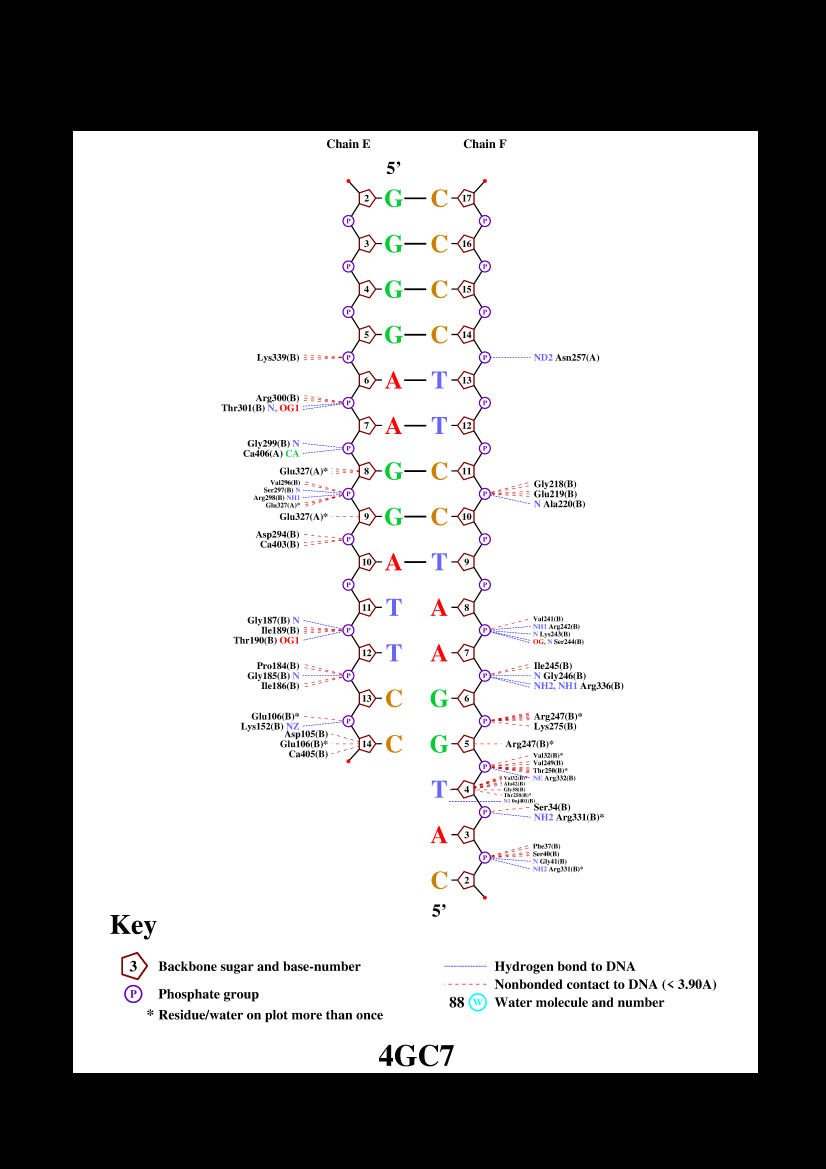 Chain E Chain F
5’
2 G C 17
P P
3 G C 16
P P
4 G C 15
P P
5 G C 14
Lys339(B) P P ND2 Asn257(A)
6 A T 13
Arg300(B)
Thr301(B) N, OG1 P P
7 A T 12
Gly299(B) N P P
Ca406(A) CA
Glu327(A)* 8 G C 11
Val296(B) Gly218(B)
Ser297(B) N P P Glu219(B)
Arg298(B) NH1 N Ala220(B)
Glu327(A)*
Glu327(A)* 9 G C 10
Asp294(B) P P
Ca403(B)
10 A T 9
P P
11 T A 8
Gly187(B) N Val241(B)
Ile189(B) P P NH1 Arg242(B)
Thr190(B) OG1 N Lys243(B)
OG, N Ser244(B)
12 T A 7
Pro184(B) Ile245(B)
Gly185(B) N P P N Gly246(B)
Ile186(B) NH2, NH1 Arg336(B)
13 C G 6
Glu106(B)* P P Arg247(B)*
Lys152(B) NZ Lys275(B)
Asp105(B)
Glu106(B)* 14 C G 5 Arg247(B)*
Ca405(B)
Val32(B)*
Val249(B)
P Thr250(B)*
NE Arg332(B)
Val32(B)*
Ala42(B)
T 4 Gly38(B)
Thr250(B)*
N1 0oj401(B)
Ser34(B)
P NH2 Arg331(B)*
A 3
Phe37(B)
Ser40(B)
P N Gly41(B)
NH2 Arg331(B)*
C 2
5’
Key
3 Backbone sugar and base-number
P Phosphate group
* Residue/water on plot more than once
Hydrogen bond to DNA
Nonbonded contact to DNA (< 3.90A)
88 W Water molecule and number
4GC7